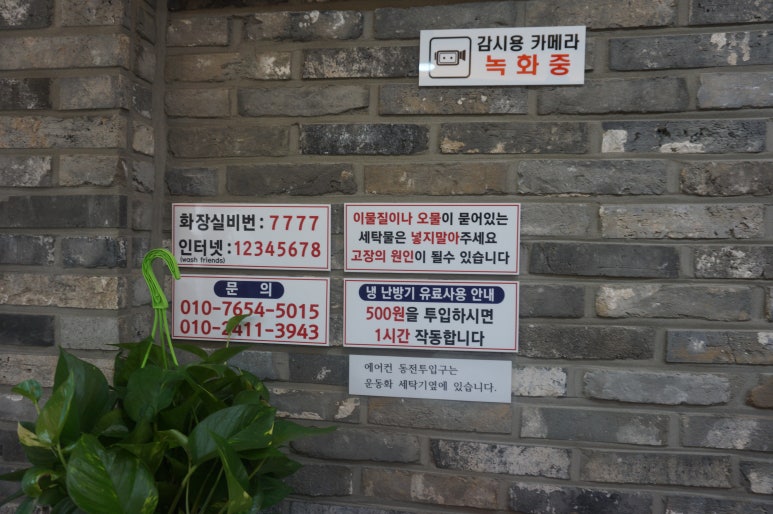 감시용 카메라
녹화중
화장실비번 : 7777
인터넷 : 12345678
(wash friends)
문 의
010-7654-5015
010-2411-3943
이물질이나 오물이 묻어있는
세탁물은 넣지말아주세요
고장의 원인이 될수 있습니다
냉 난방기 유료사용 안내
500원을 투입하시면
1시간 작동합니다
에어컨 동전투입구는
운동화 세탁기옆에 있습니다.